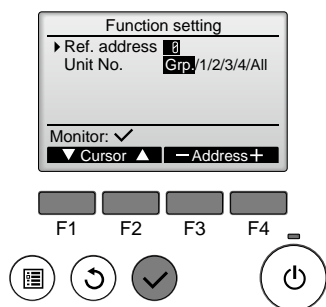 Function setting
▶Ref. address 0
Unit No. Grp./1/2/3/4/All
Monitor: ✓
▼ Cursor ▲ −Address+
F1 F2 F3 F4